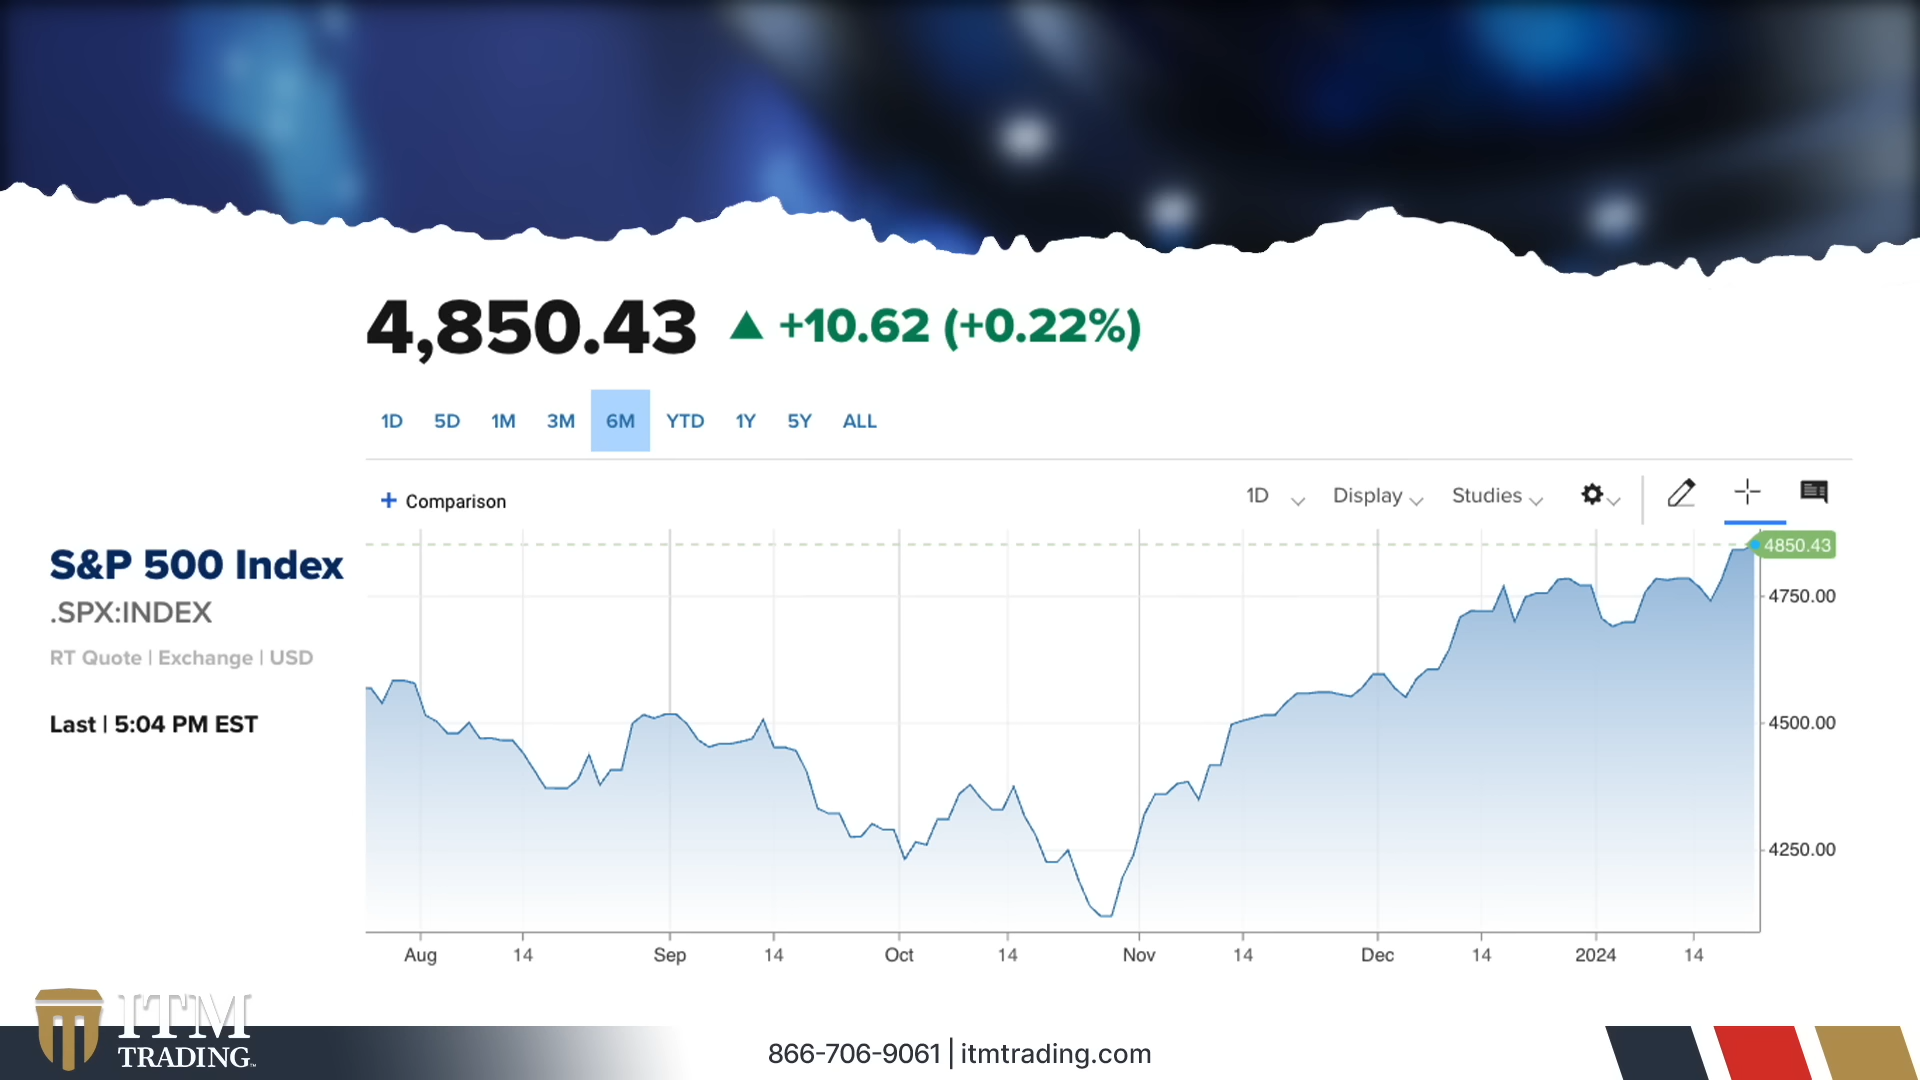 4,850.43 ▲ +10.62 (+0.22%)
1D 5D 1M 3M 6M YTD 1Y 5Y ALL
+ Comparison
1D Display Studies
S&P 500 Index
.SPX:INDEX
RT Quote | Exchange | USD
Last | 5:04 PM EST
4850.43
4750.00
4500.00
4250.00
Aug 14 Sep 14 Oct 14 Nov 14 Dec 14 2024 14
ITM
TRADING™
866-706-9061 | itmtrading.com